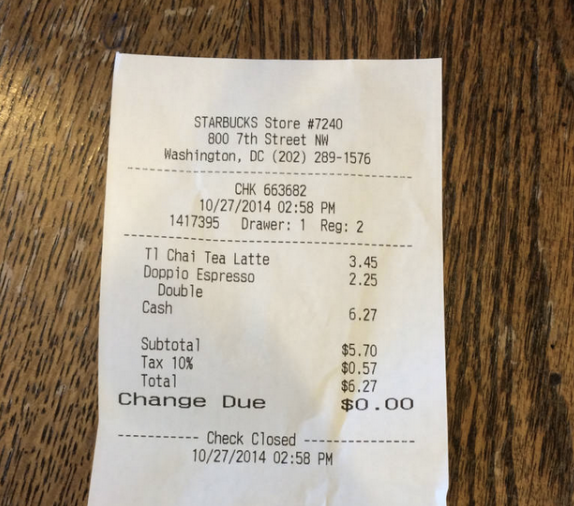 STARBUCKS Store #7240
800 7th Street NW
Washington, DC (202) 289-1576
--------------------------------
CHK 663682
10/27/2014 02:58 PM
1417395 Drawer: 1 Reg: 2
--------------------------------
Tl Chai Tea Latte 3.45
Doppio Espresso 2.25
Double
Cash 6.27
Subtotal $5.70
Tax 10% $0.57
Total $6.27
Change Due $0.00
---------- Check Closed ----------
10/27/2014 02:58 PM